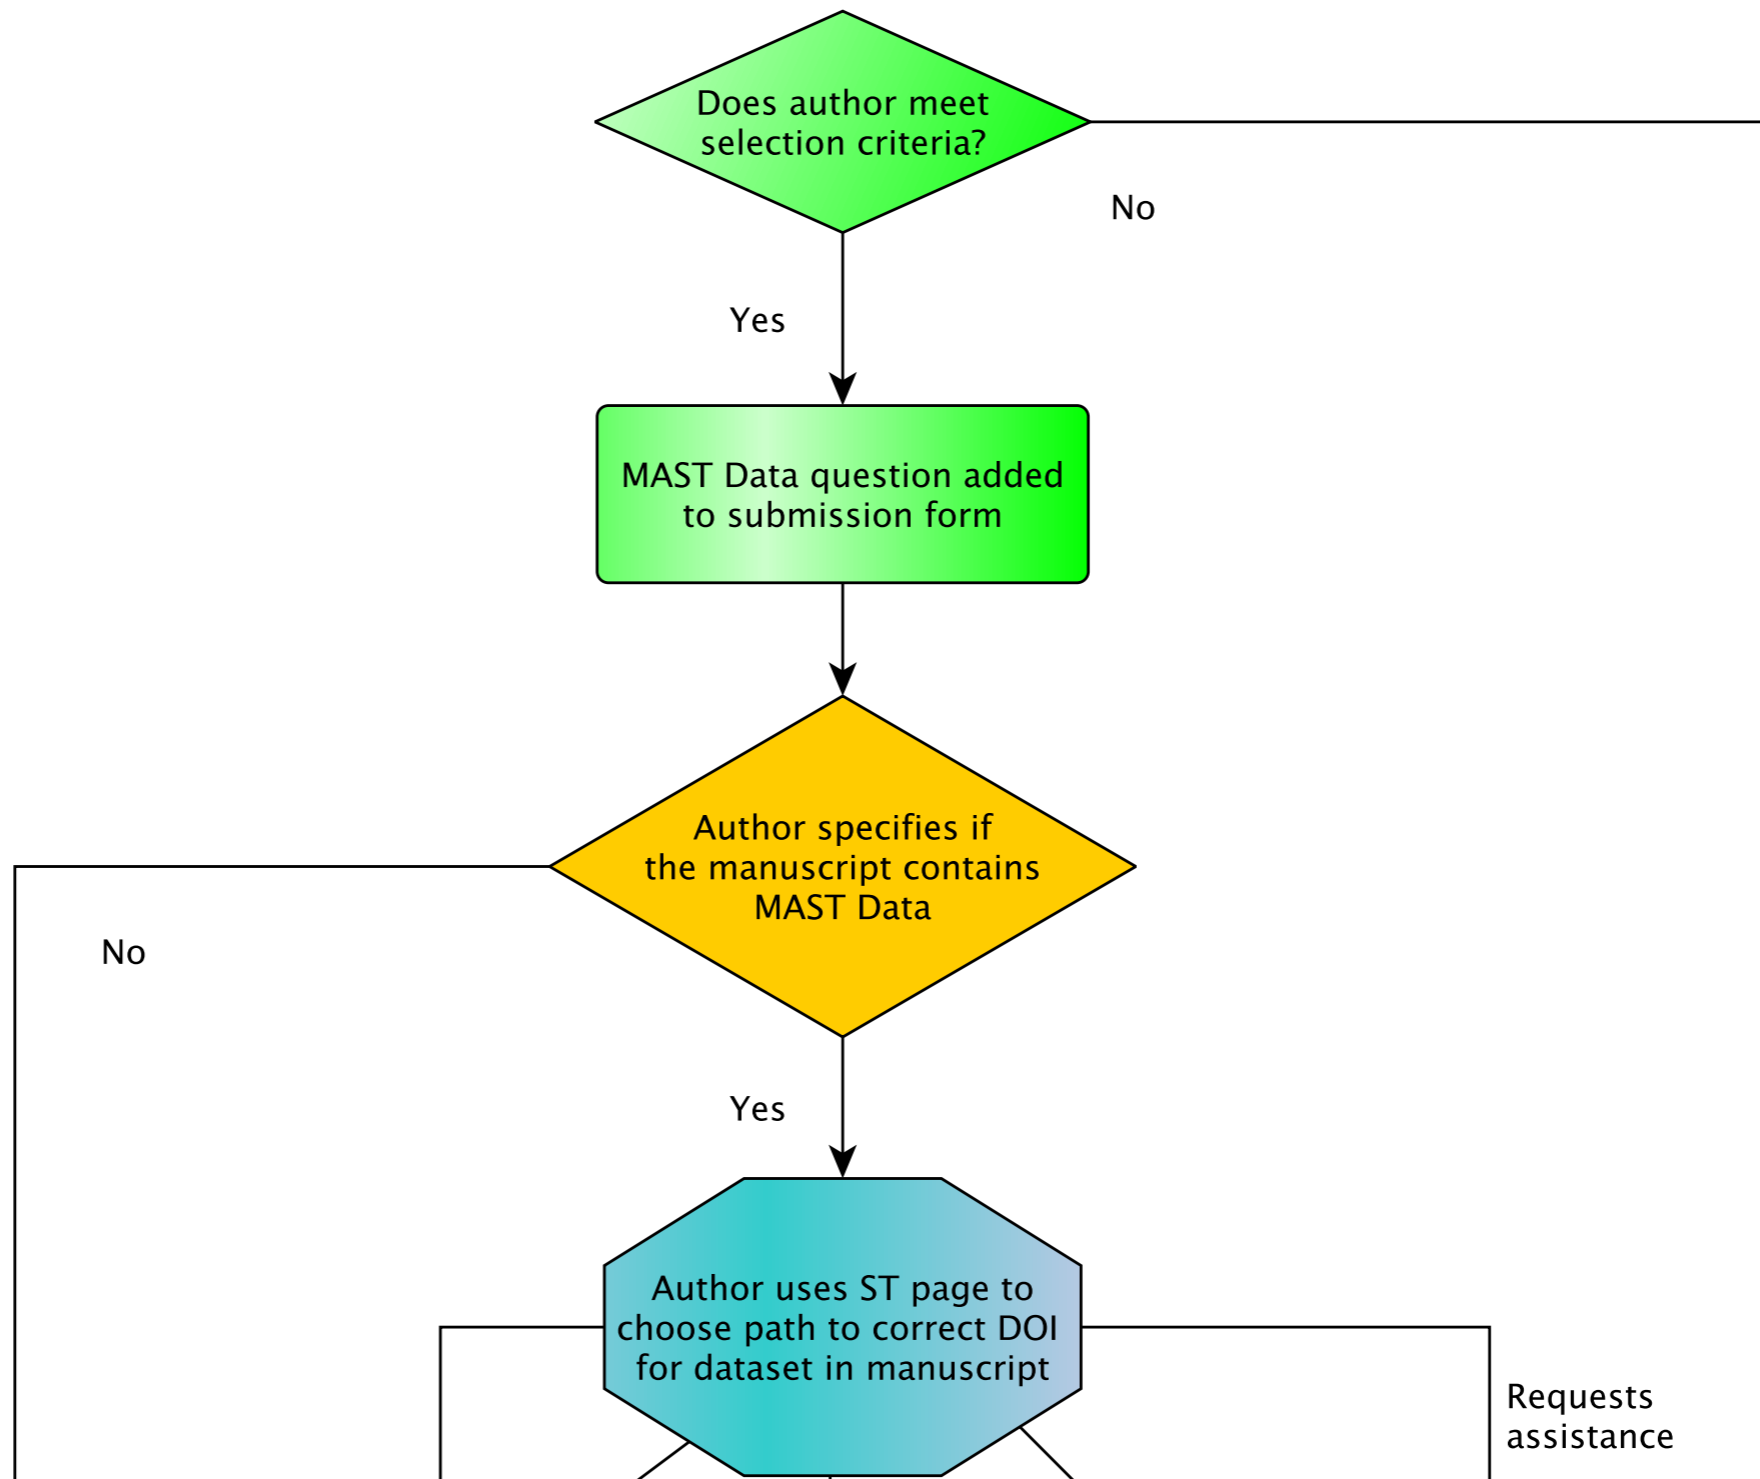 Does author meet
selection criteria?
No
Yes
MAST Data question added
to submission form
Author specifies if
the manuscript contains
MAST Data
No
Yes
Author uses ST page to
choose path to correct DOI
for dataset in manuscript
Requests
assistance